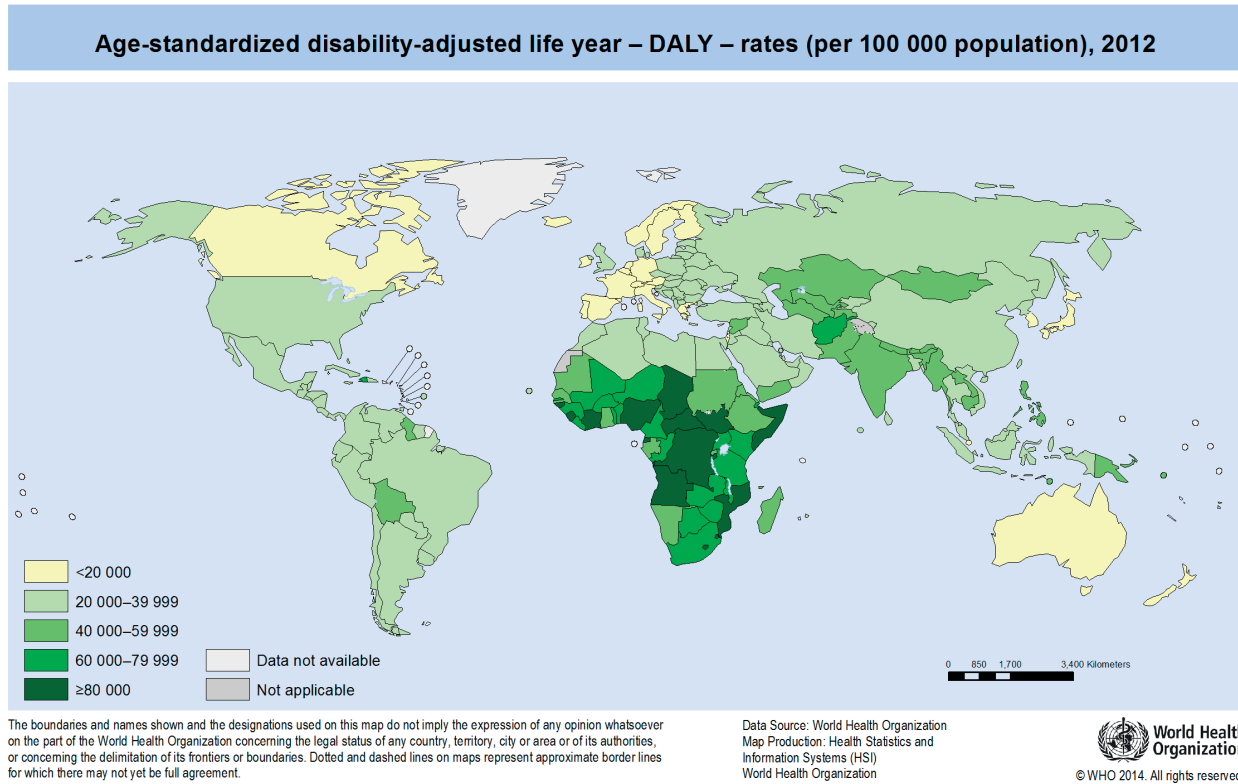 Age-standardized disability-adjusted life year – DALY – rates (per 100 000 population), 2012
<20 000
20 000–39 999
40 000–59 999
60 000–79 999
≥80 000
Data not available
Not applicable
0 850 1,700 3,400 Kilometers
The boundaries and names shown and the designations used on this map do not imply the expression of any opinion whatsoever
on the part of the World Health Organization concerning the legal status of any country, territory, city or area or of its authorities,
or concerning the delimitation of its frontiers or boundaries. Dotted and dashed lines on maps represent approximate border lines
for which there may not yet be full agreement.
Data Source: World Health Organization
Map Production: Health Statistics and
Information Systems (HSI)
World Health Organization
World Healt
Organizatio
© WHO 2014. All rights reserve